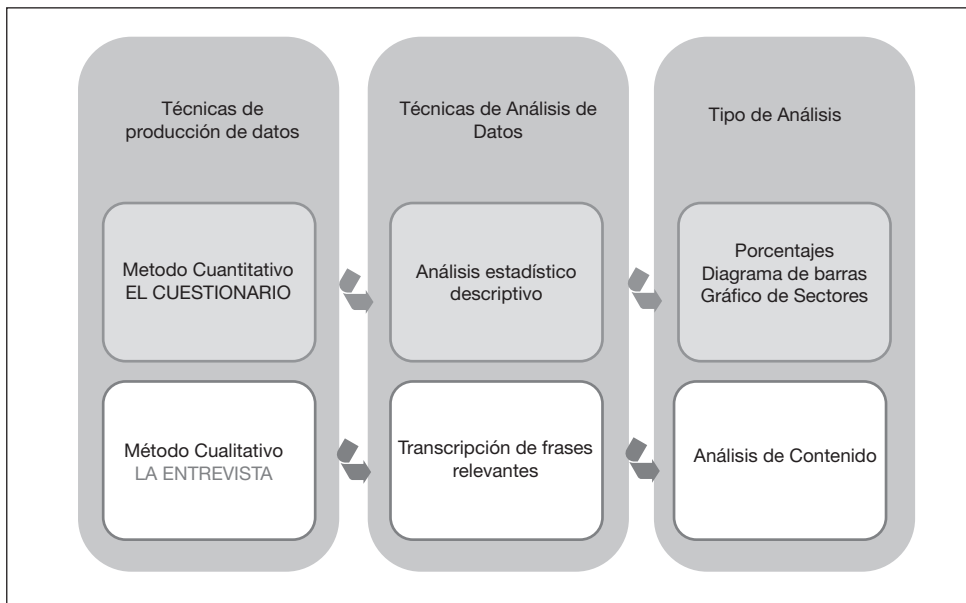 Técnicas de
producción de datos
Metodo Cuantitativo
EL CUESTIONARIO
Método Cualitativo
LA ENTREVISTA
Técnicas de Análisis de
Datos
Análisis estadístico
descriptivo
Transcripción de frases
relevantes
Tipo de Análisis
Porcentajes
Diagrama de barras
Gráfico de Sectores
Análisis de Contenido